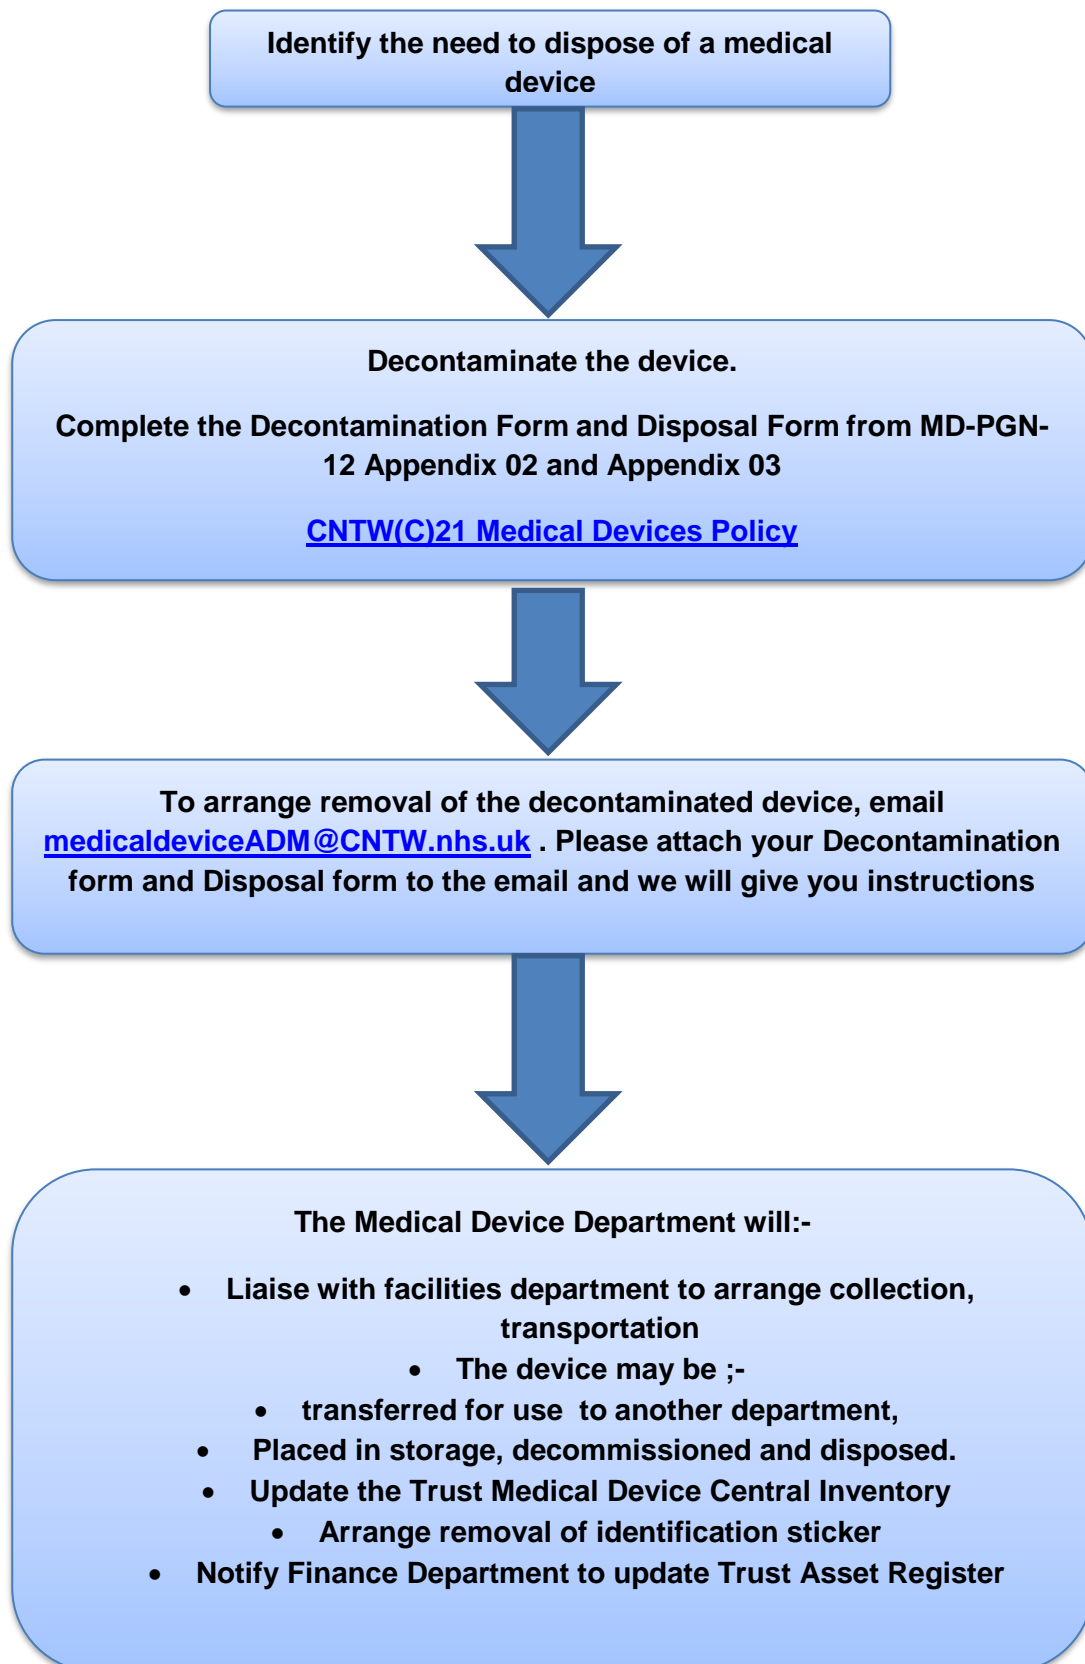 Identify the need to dispose of a medical
device
Decontaminate the device.
Complete the Decontamination Form and Disposal Form from MD-PGN-
12 Appendix 02 and Appendix 03
CNTW(C)21 Medical Devices Policy
To arrange removal of the decontaminated device, email
medicaldeviceADM@CNTW.nhs.uk . Please attach your Decontamination
form and Disposal form to the email and we will give you instructions
The Medical Device Department will:-
• Liaise with facilities department to arrange collection,
transportation
• The device may be ;-
• transferred for use to another department,
• Placed in storage, decommissioned and disposed.
• Update the Trust Medical Device Central Inventory
• Arrange removal of identification sticker
• Notify Finance Department to update Trust Asset Register